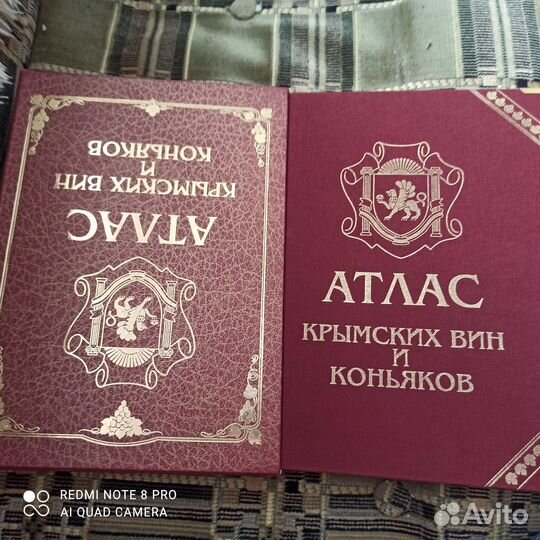 КРЫМСКИХ ВИН
И
КОНЬЯКОВ
АТЛАС
АТЛАС
КРЫМСКИХ ВИН
И
КОНЬЯКОВ
REDMI NOTE 8 PRO
AI QUAD CAMERA
Avito